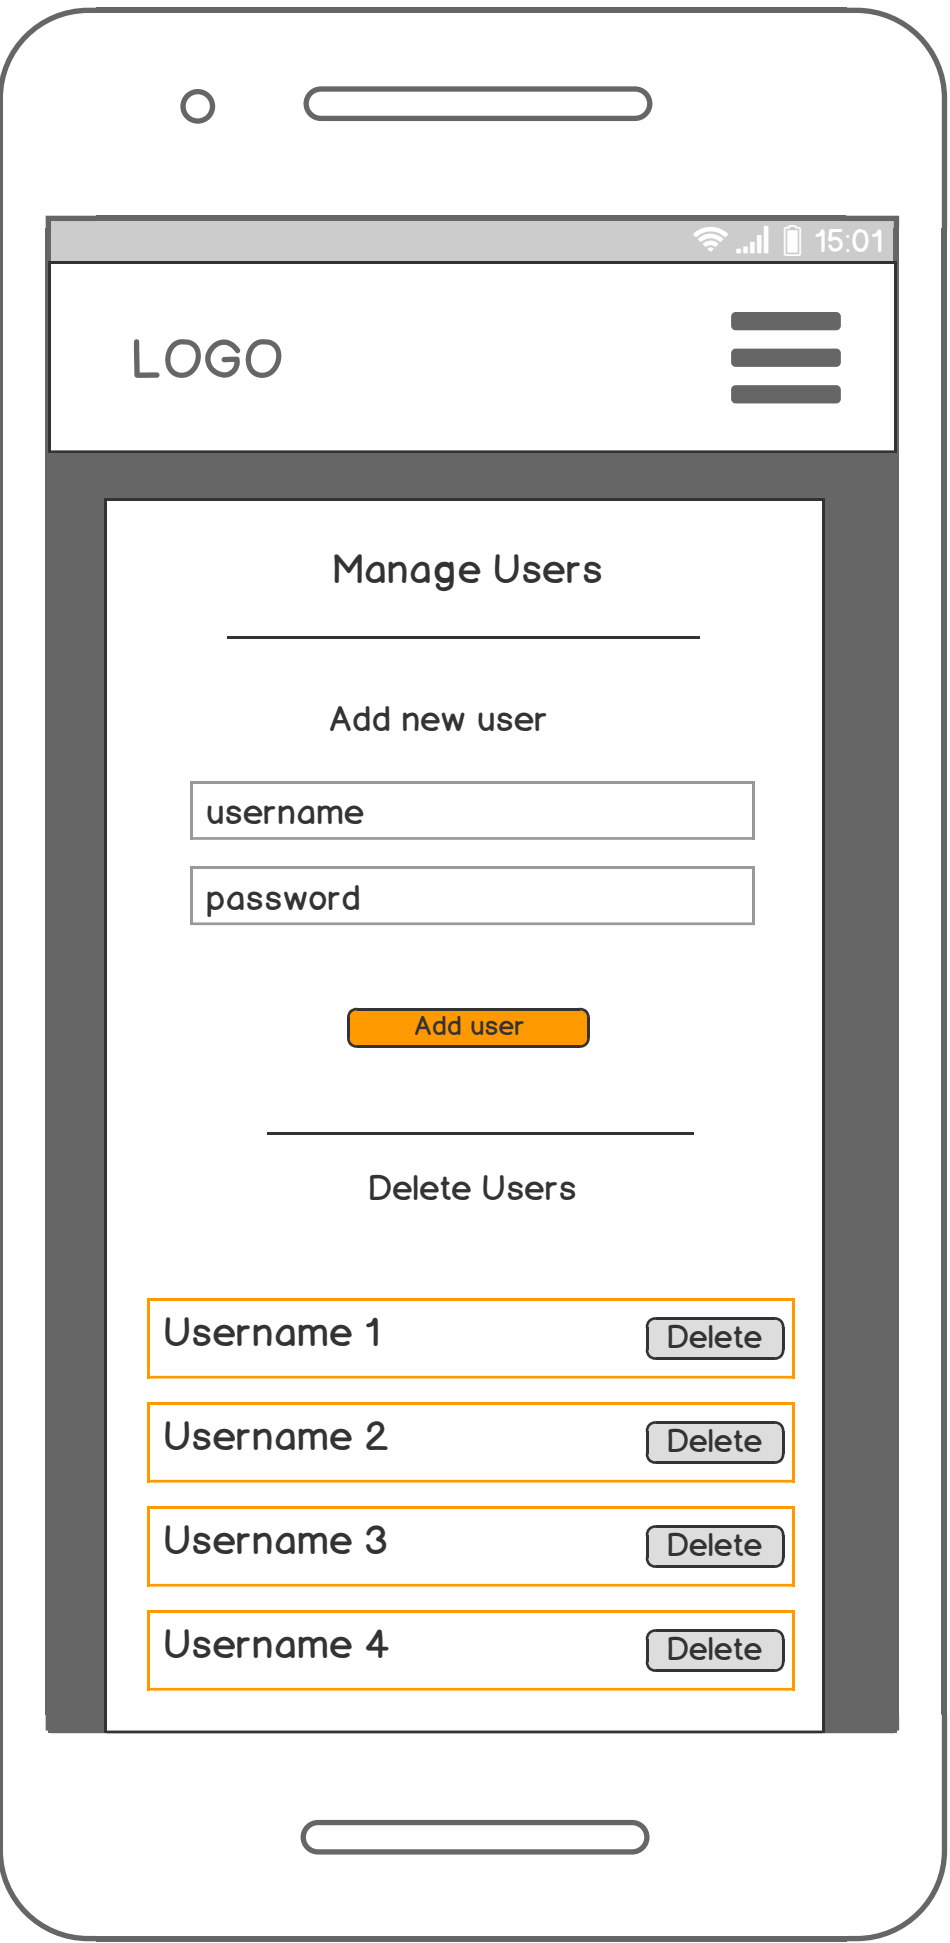 15:01
LOGO
Manage Users
Add new user
username
password
Add user
Delete Users
Username 1 Delete
Username 2 Delete
Username 3 Delete
Username 4 Delete